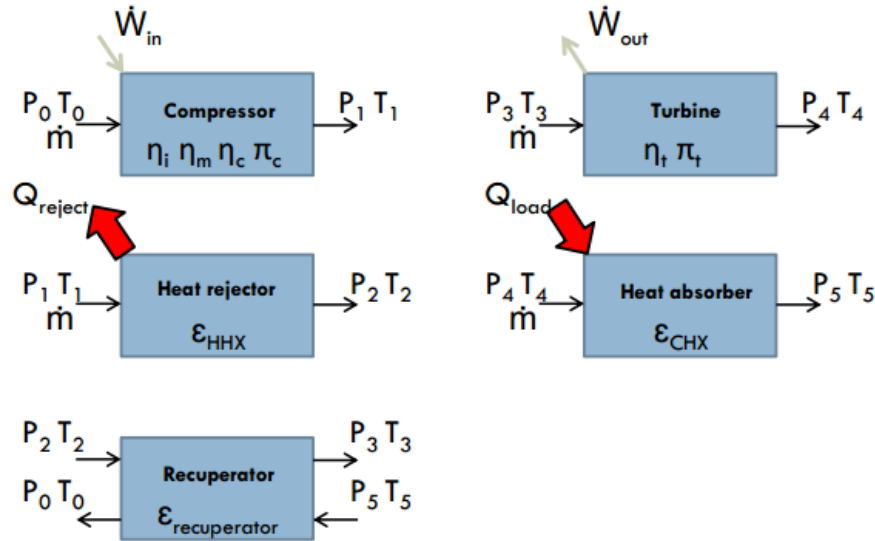 Ẇin Ẇout
P0 T0 Compressor P1 T1 P3 T3 Turbine P4 T4
ṁ ηi ηm ηc πc ṁ ηt πt
Qreject Qload
P1 T1 Heat rejector P2 T2 P4 T4 Heat absorber P5 T5
ṁ εHHX ṁ εCHX
P2 T2 P3 T3
Recuperator
P0 T0 εrecuperator P5 T5